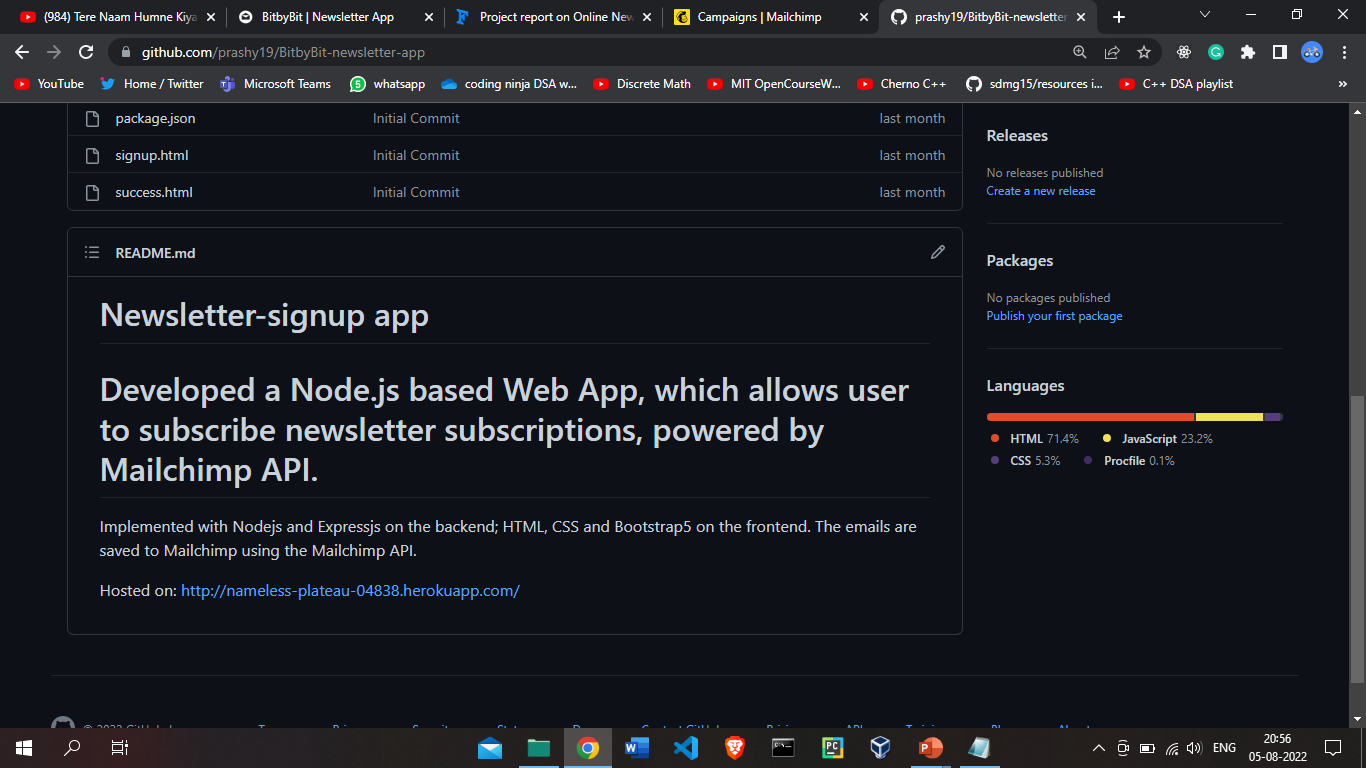 (984) Tere Naam Humne Kiya
BitbyBit | Newsletter App
Project report on Online New
Campaigns | Mailchimp
prashy19/BitbyBit-newsletter
github.com/prashy19/BitbyBit-newsletter-app
YouTube
Home / Twitter
Microsoft Teams
whatsapp
coding ninja DSA w...
Discrete Math
MIT OpenCourseW...
Cherno C++
sdmg15/resources i...
C++ DSA playlist
»
package.json Initial Commit last month
signup.html Initial Commit last month
success.html Initial Commit last month
README.md
Newsletter-signup app
Developed a Node.js based Web App, which allows user
to subscribe newsletter subscriptions, powered by
Mailchimp API.
Implemented with Nodejs and Expressjs on the backend; HTML, CSS and Bootstrap5 on the frontend. The emails are
saved to Mailchimp using the Mailchimp API.
Hosted on: http://nameless-plateau-04838.herokuapp.com/
Releases
No releases published
Create a new release
Packages
No packages published
Publish your first package
Languages
HTML 71.4% JavaScript 23.2%
CSS 5.3% Procfile 0.1%
ENG
20:56
05-08-2022